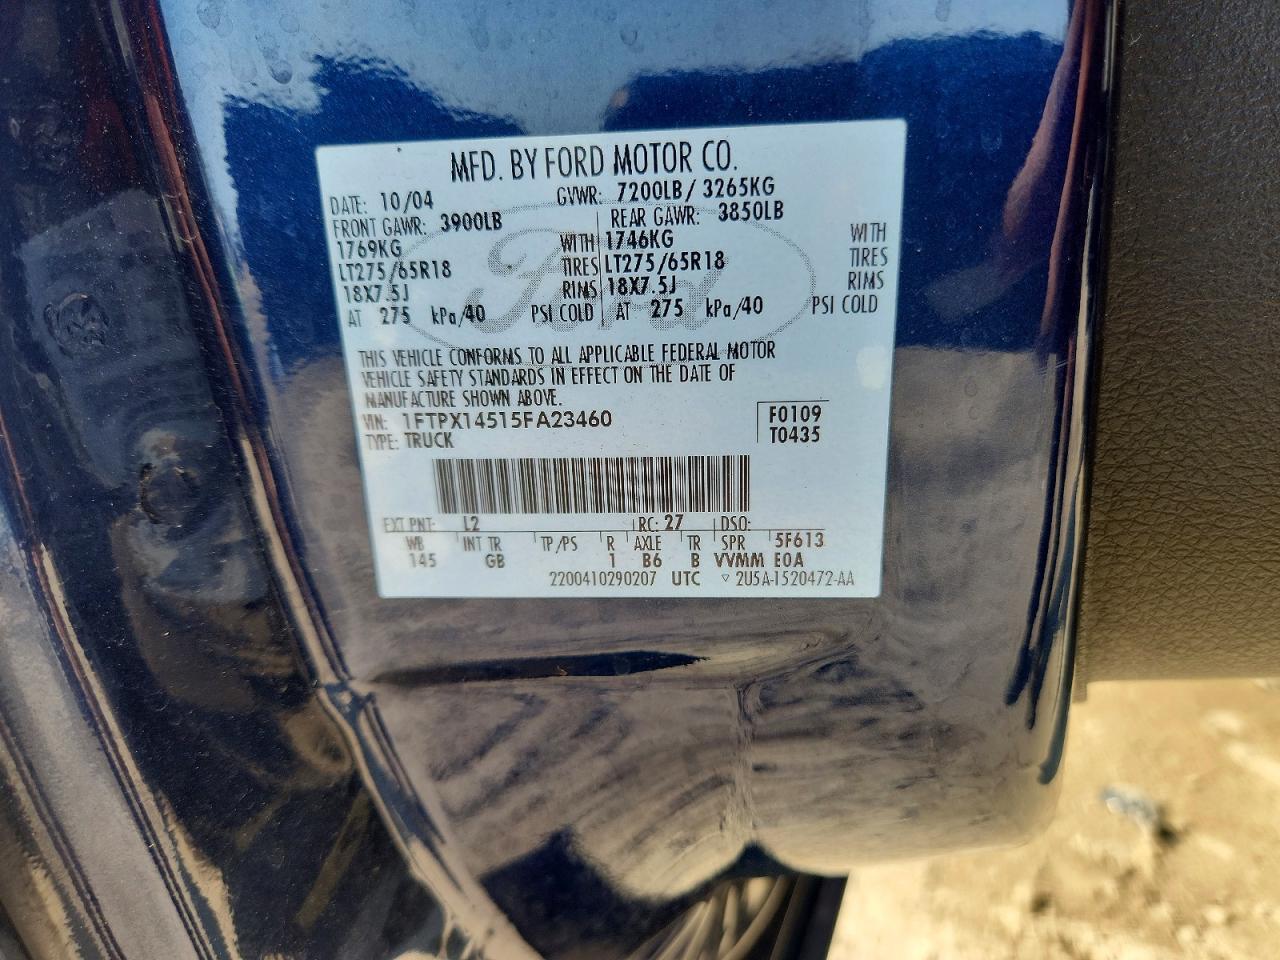 MFD. BY FORD MOTOR CO.
DATE: 10/04 GVWR: 7200LB/ 3265KG
FRONT GAWR: 3900LB REAR GAWR: 3850LB
1769KG WITH 1746KG WITH
LT275/65R18 TIRES LT275/65R18 TIRES
18X7.5J RIMS 18X7.5J RIMS
AT 275 kPa/40 PSI COLD AT 275 kPa/40 PSI COLD
Ford
THIS VEHICLE CONFORMS TO ALL APPLICABLE FEDERAL MOTOR
VEHICLE SAFETY STANDARDS IN EFFECT ON THE DATE OF
MANUFACTURE SHOWN ABOVE.
VIN: 1FTPX14515FA23460 F0109
TYPE: TRUCK T0435
EXT PNT: L2 RC: 27 DSO:
WB INT TR TP/PS R AXLE TR SPR 5F613
145 GB 1 B6 B VVMM E0A
2200410290207 UTC ▽ 2U5A-1520472-AA